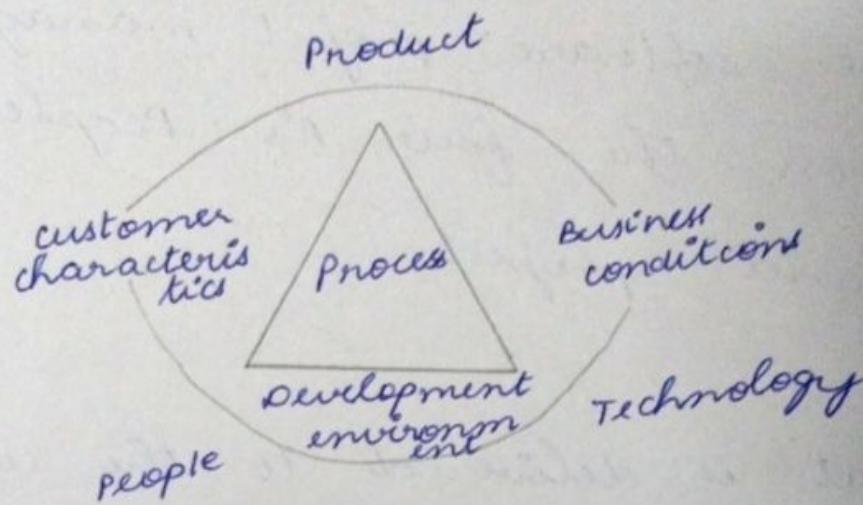 Product
customer
characteris
tics
Business
conditions
Process
Development
environm
ent
Technology
People